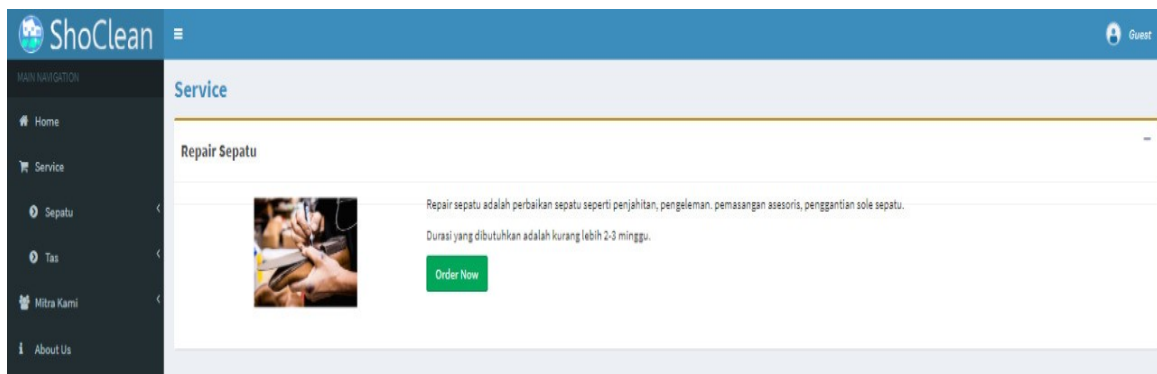 ShoClean
Guest
MAIN NAVIGATION
Home
Service
Sepatu
Tas
Mitra Kami
About Us
Service
Repair Sepatu
Repair sepatu adalah perbaikan sepatu seperti penjahitan, pengeleman. pemasangan asesoris, penggantian sole sepatu.
Durasi yang dibutuhkan adalah kurang lebih 2-3 minggu.
Order Now